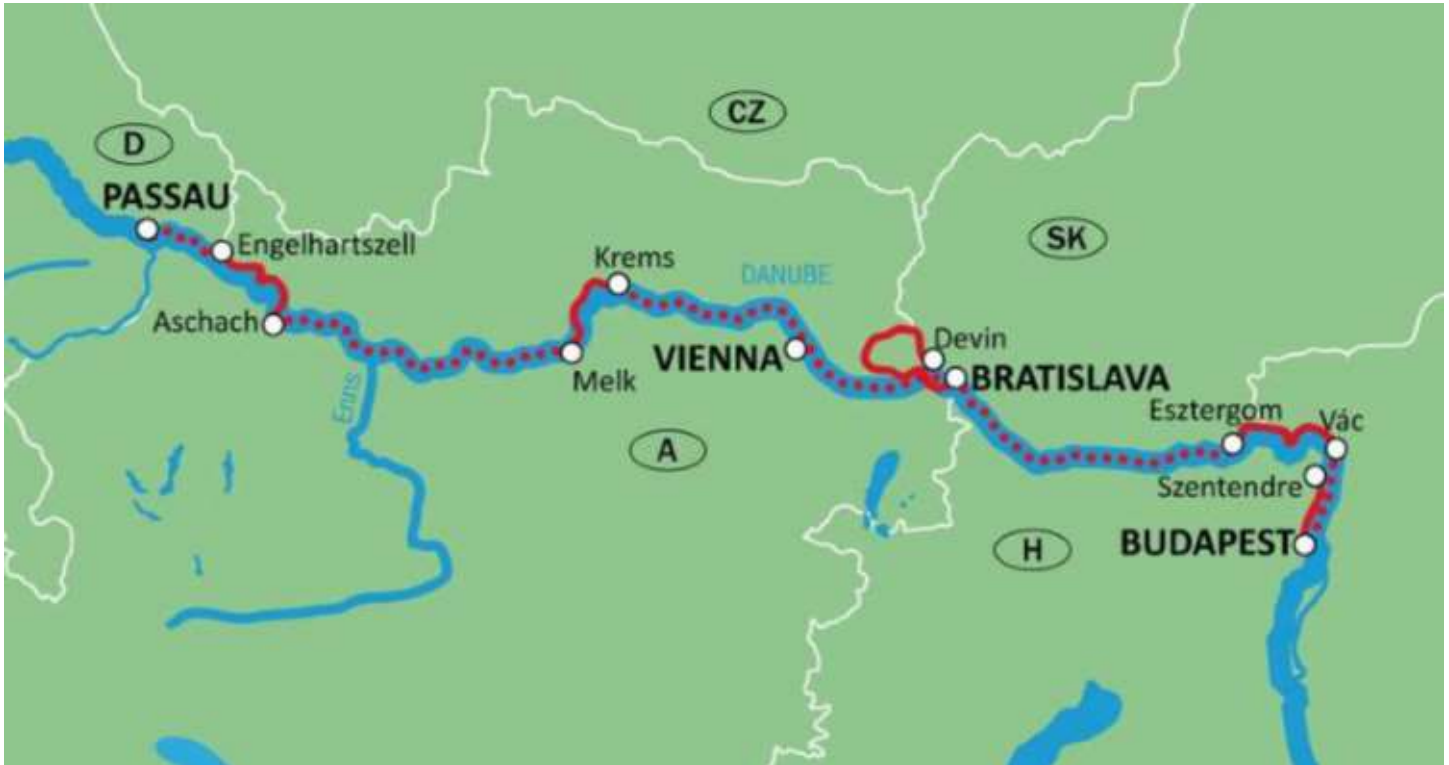 CZ
D
PASSAU
Engelhartszell
SK
Krems
DANUBE
Aschach
Devin
VIENNA
BRATISLAVA
Melk
Enns
Esztergom
Vác
A
Szentendre
H
BUDAPEST